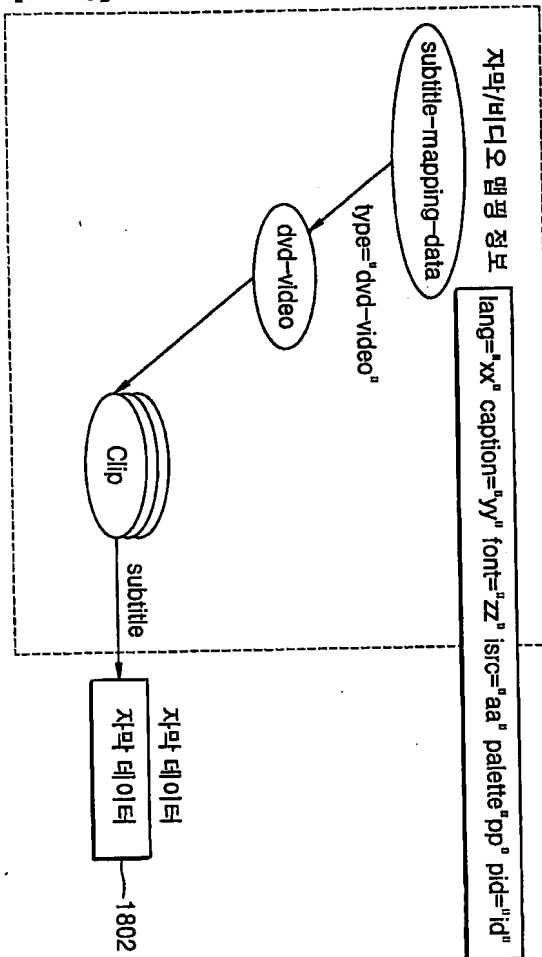 자막/비디오 맵핑 정보
lang="xx" caption="yy" font="zz" isrc="aa" palette"pp" pid="id"
subtitle-mapping-data
type="dvd-video"
dvd-video
Clip
subtitle
자막 데이터
자막 데이터
1802